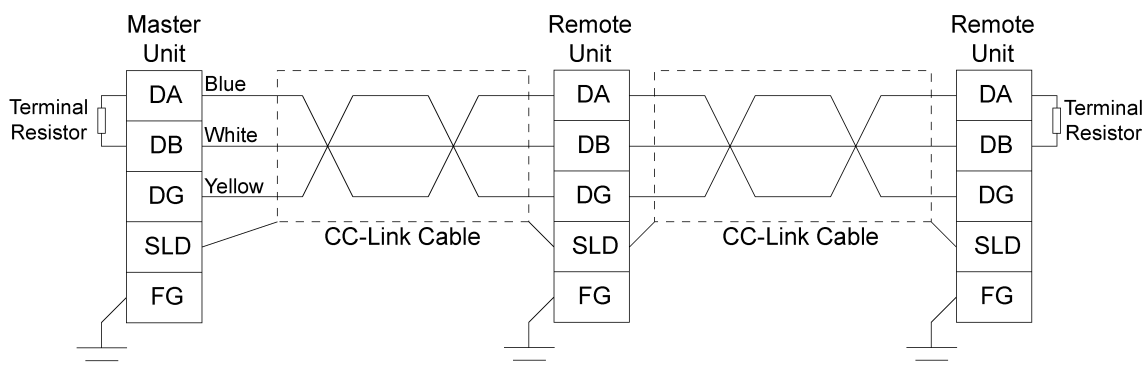 Master
Unit
Remote
Unit
Remote
Unit
Terminal
Resistor
DA
Blue
DB
White
DG
Yellow
SLD
FG
CC-Link Cable
DA
DB
DG
SLD
FG
CC-Link Cable
DA
DB
DG
SLD
FG
Terminal
Resistor